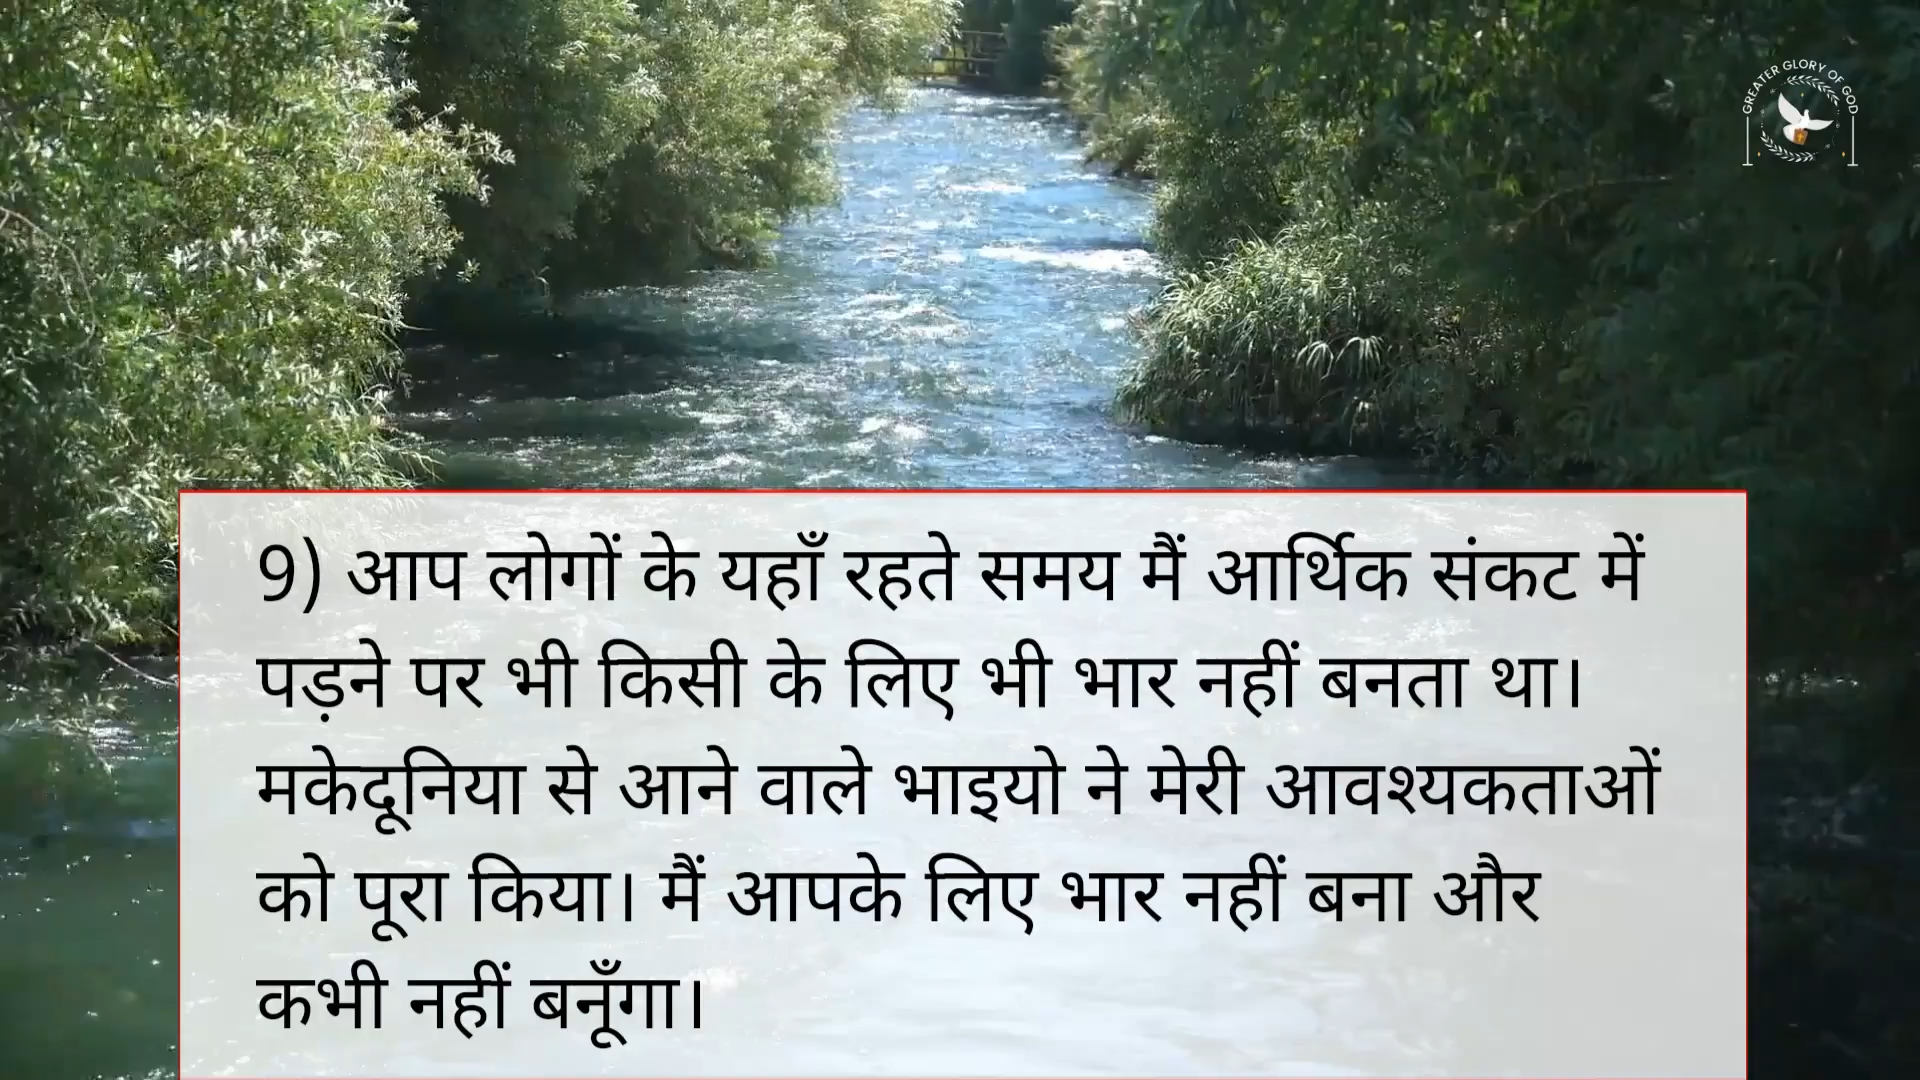 GREATER GLORY OF GOD
9) आप लोगों के यहाँ रहते समय मैं आर्थिक संकट में
पड़ने पर भी किसी के लिए भी भार नहीं बनता था।
मकेदूनिया से आने वाले भाइयो ने मेरी आवश्यकताओं
को पूरा किया। मैं आपके लिए भार नहीं बना और
कभी नहीं बनूँगा।